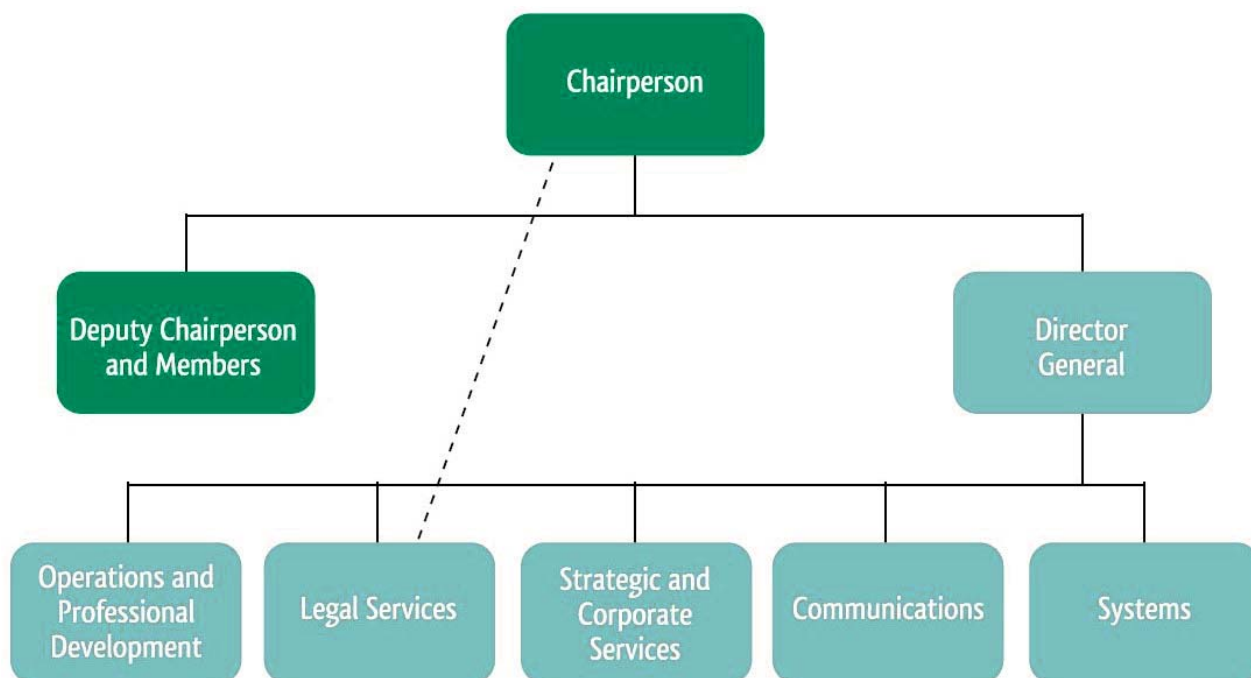 Chairperson
Deputy Chairperson
and Members
Director
General
Operations and
Professional
Development
Legal Services
Strategic and
Corporate
Services
Communications
Systems